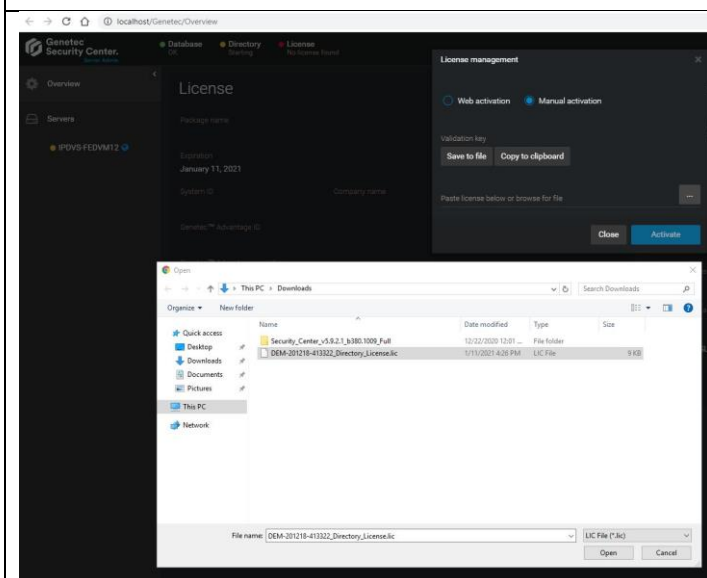 localhost/Genetec/Overview
Genetec
Security Center.
Server Admin
Database
OK
Directory
Starting
License
No license found
Overview
Servers
IPDVS-FEDVM12
License
Package name
Expiration
January 11, 2021
System ID
Company name
Genetec™ Advantage ID
License management
Web activation
Manual activation
Validation key
Save to file
Copy to clipboard
Paste license below or browse for file
...
Close
Activate
Open
This PC > Downloads
Search Downloads
Organize
New folder
Name
Date modified
Type
Size
Quick access
Desktop
Downloads
Documents
Pictures
This PC
Network
Security_Center_v5.9.2.1_b380.1009_Full
12/22/2020 12:01 ...
File folder
DEM-201218-413322_Directory_License.lic
1/11/2021 4:26 PM
LIC File
9 KB
File name:
DEM-201218-413322_Directory_License.lic
LIC File (*.lic)
Open
Cancel